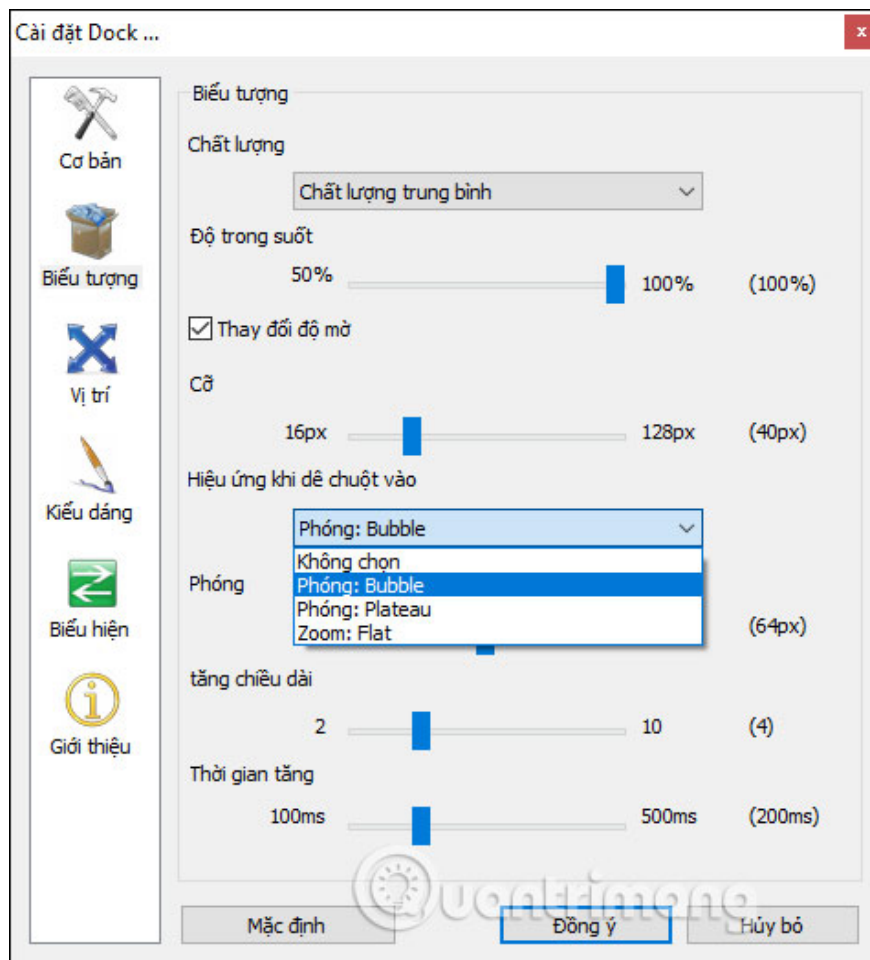 Cài đặt Dock ...
x
Cơ bản
Biểu tượng
Vị trí
Kiểu dáng
Biểu hiện
Giới thiệu
Biểu tượng
Chất lượng
Chất lượng trung bình
Độ trong suốt
50% 100% (100%)
Thay đổi độ mờ
Cỡ
16px 128px (40px)
Hiệu ứng khi dê chuột vào
Phóng: Bubble
Không chọn
Phóng: Bubble
Phóng: Plateau
Zoom: Flat
Phóng
(64px)
tăng chiều dài
2 10 (4)
Thời gian tăng
100ms 500ms (200ms)
Quantrimang
Mặc định Đồng ý Hủy bỏ